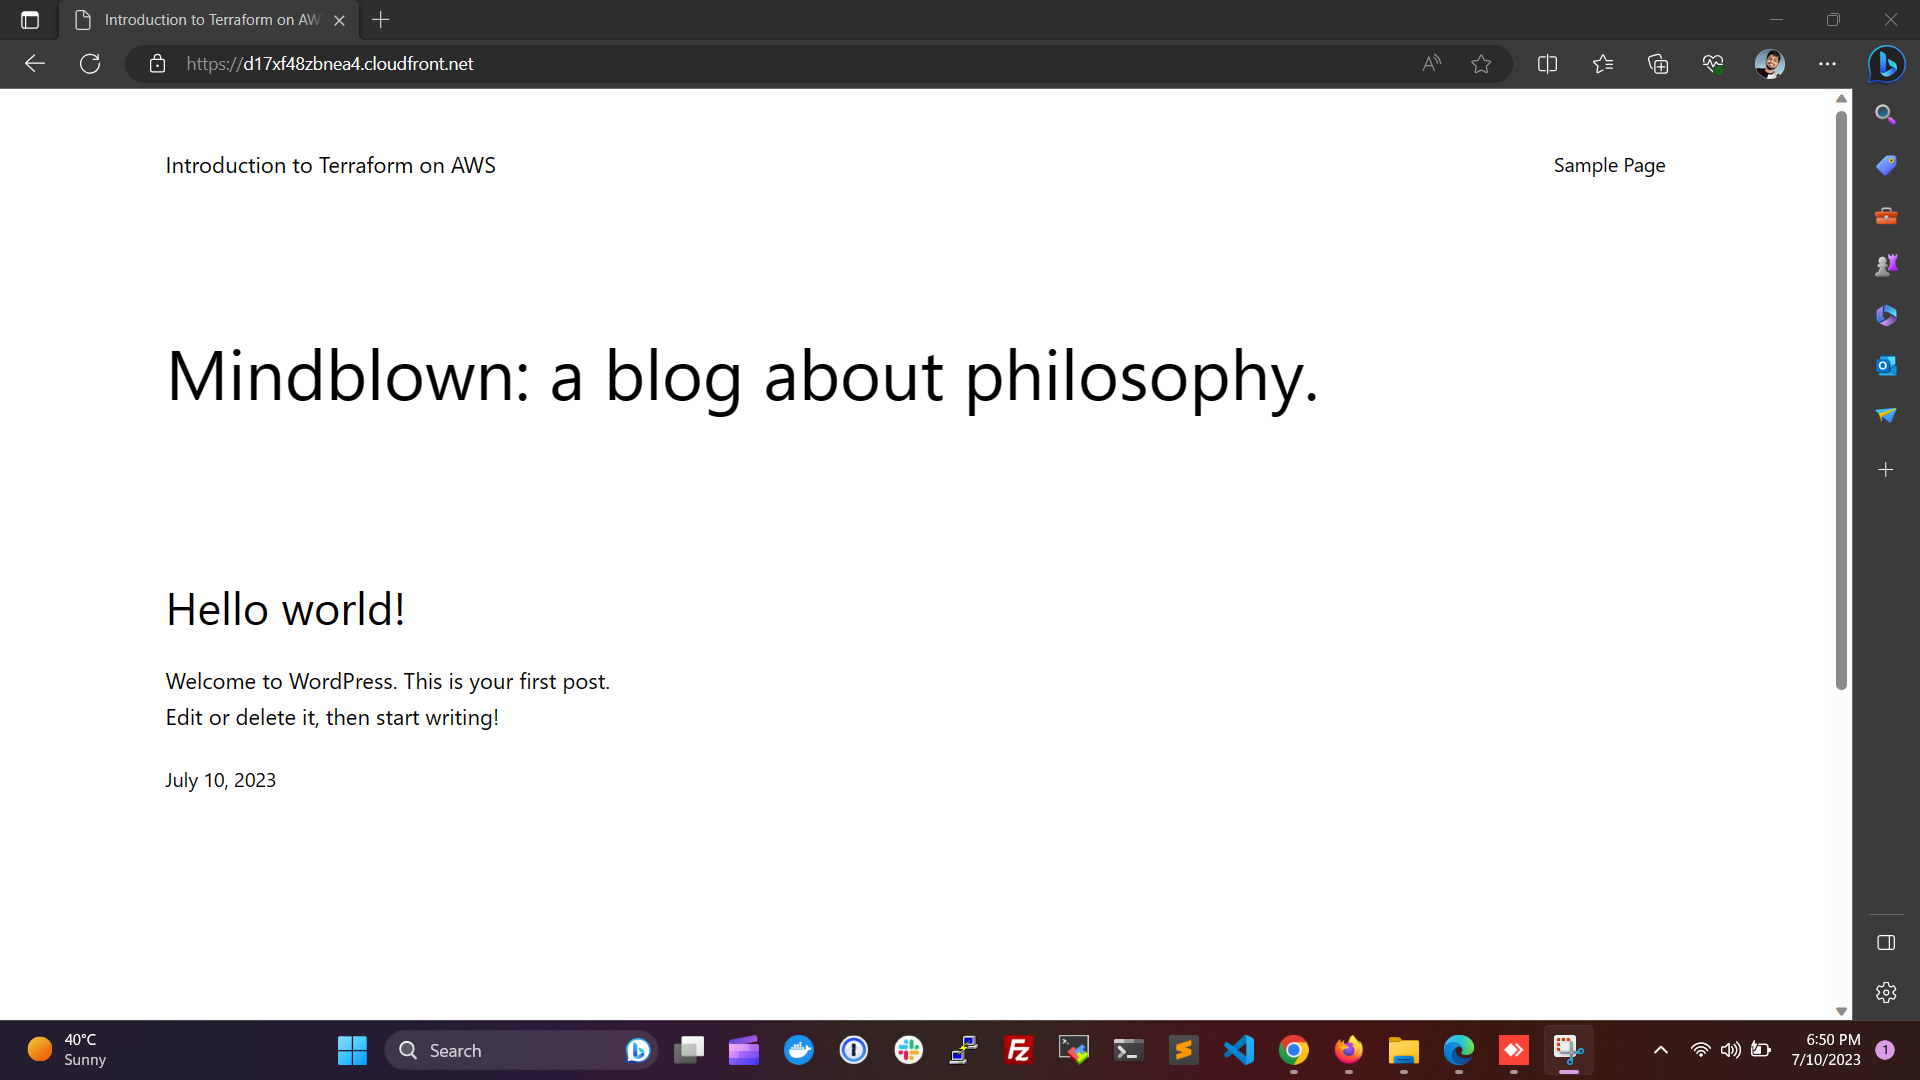 Introduction to Terraform on AW
https://d17xf48zbnea4.cloudfront.net
Introduction to Terraform on AWS
Sample Page
Mindblown: a blog about philosophy.
Hello world!
Welcome to WordPress. This is your first post.
Edit or delete it, then start writing!
July 10, 2023
40°C
Sunny
Search
6:50 PM
7/10/2023
1